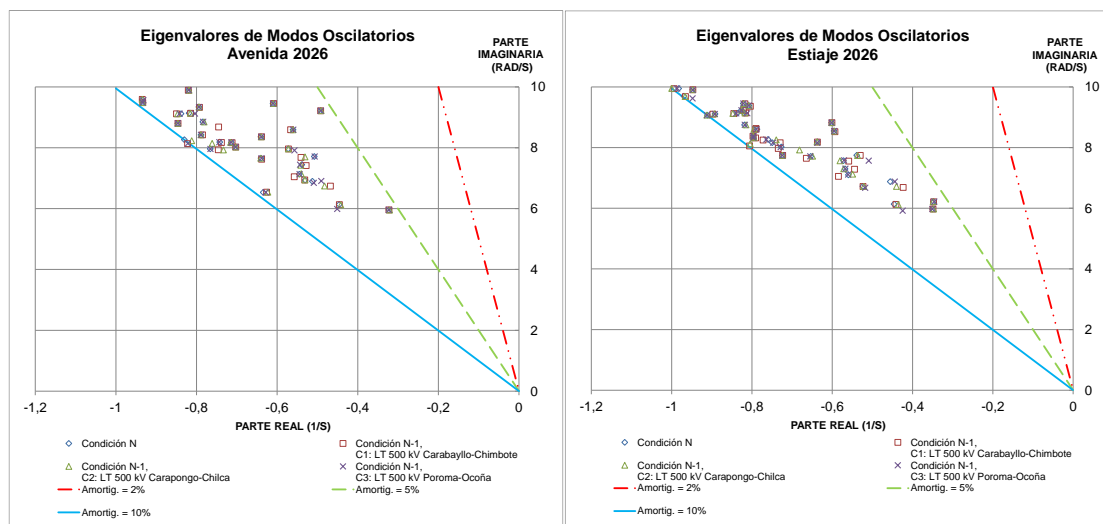 Eigenvalores de Modos Oscilatorios
Avenida 2026
PARTE
IMAGINARIA
(RAD/S)
10
8
6
4
2
0
-1,2
-1
-0,8
-0,6
-0,4
-0,2
0
PARTE REAL (1/S)
Condición N
Condición N-1,
C1: LT 500 kV Carabayllo-Chimbote
Condición N-1,
C2: LT 500 kV Carapongo-Chilca
Condición N-1,
C3: LT 500 kV Poroma-Ocoña
Amortig. = 2%
Amortig. = 5%
Amortig. = 10%
Eigenvalores de Modos Oscilatorios
Estiaje 2026
PARTE
IMAGINARIA
(RAD/S)
10
8
6
4
2
0
-1,2
-1
-0,8
-0,6
-0,4
-0,2
0
PARTE REAL (1/S)
Condición N
Condición N-1,
C1: LT 500 kV Carabayllo-Chimbote
Condición N-1,
C2: LT 500 kV Carapongo-Chilca
Condición N-1,
C3: LT 500 kV Poroma-Ocoña
Amortig. = 2%
Amortig. = 5%
Amortig. = 10%